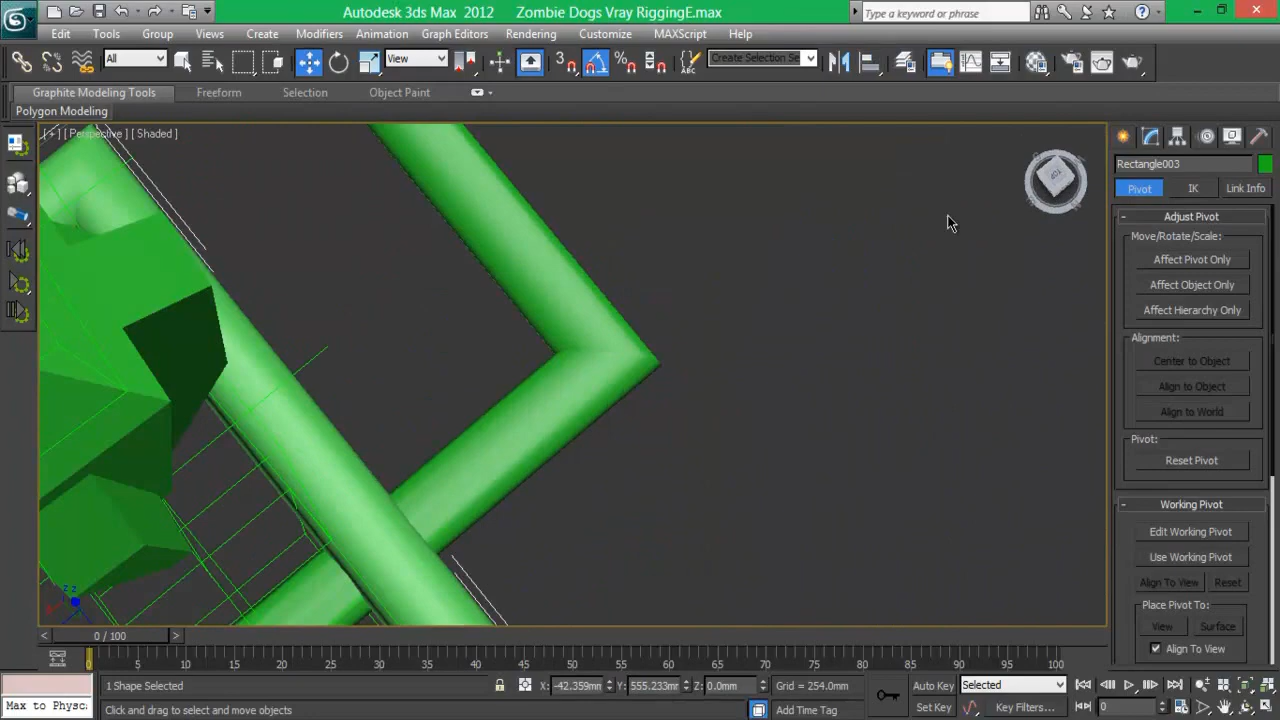 Autodesk 3ds Max 2012 Zombie Dogs Vray RiggingE.max
Type a keyword or phrase
Edit Tools Group Views Create Modifiers Animation Graph Editors Rendering Customize MAXScript Help
All View 3 Create Selection Se
Graphite Modeling Tools Freeform Selection Object Paint
Polygon Modeling
[ + ] [ Perspective ] [ Shaded ]
TOP
Rectangle003
Pivot IK Link Info
Adjust Pivot
Move/Rotate/Scale:
Affect Pivot Only
Affect Object Only
Affect Hierarchy Only
Alignment:
Center to Object
Align to Object
Align to World
Pivot:
Reset Pivot
Working Pivot
Edit Working Pivot
Use Working Pivot
Align To View Reset
Place Pivot To:
View Surface
Align To View
< 0 / 100 >
0 5 10 15 20 25 30 35 40 45 50 55 60 65 70 75 80 85 90 95 100
1 Shape Selected X: -42.359mm Y: 555.233mm Z: 0.0mm Grid = 254.0mm Auto Key Selected
Max to Physc Click and drag to select and move objects Add Time Tag Set Key Key Filters... 0